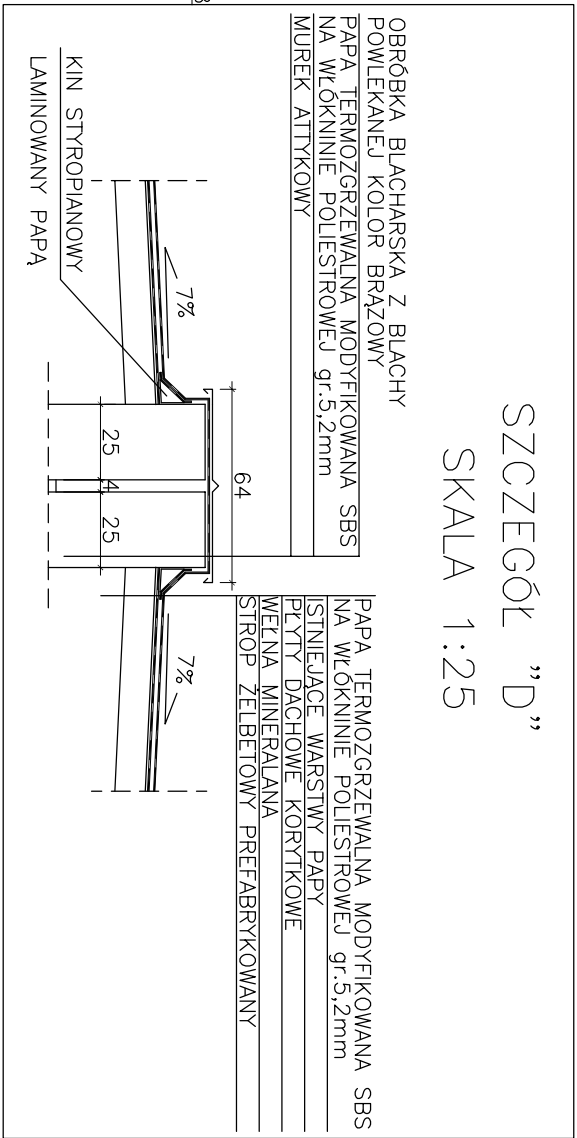 SZCZEGÓŁ "D"
SKALA 1:25
OBRÓBKA BLACHARSKA Z BLACHY
POWLEKANEJ KOLOR BRĄZOWY
PAPA TERMOZGRZEWALNA MODYFIKOWANA SBS
NA WŁÓKNINIE POLIESTROWEJ gr.5,2mm
MUREK ATTYKOWY
PAPA TERMOZGRZEWALNA MODYFIKOWANA SBS
NA WŁÓKNINIE POLIESTROWEJ gr.5,2mm
ISTNIEJĄCE WARSTWY PAPY
PŁYTY DACHOWE KORYTKOWE
WEŁNA MINERALANA
STROP ŻELBETOWY PREFABRYKOWANY
64
7%
7%
25
4
25
KIN STYROPIANOWY
LAMINOWANY PAPĄ